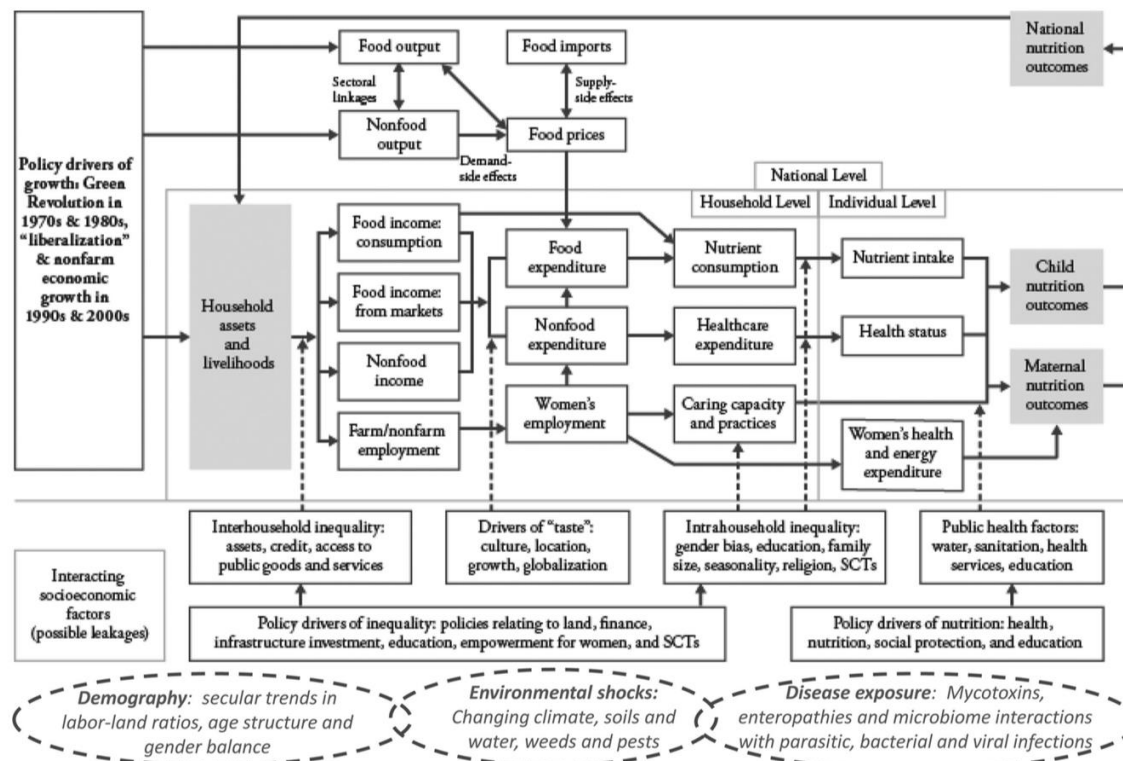 National
nutrition
outcomes
Food output
Food imports
Sectoral
linkages
Supply-
side effects
Nonfood
output
Food prices
Demand-
side effects
Policy drivers of
growth: Green
Revolution in
1970s & 1980s,
“liberalization”
& nonfarm
economic
growth in
1990s & 2000s
National Level
Household Level
Individual Level
Household
assets
and
livelihoods
Food income:
consumption
Food income:
from markets
Nonfood
income
Farm/nonfarm
employment
Food
expenditure
Nonfood
expenditure
Women’s
employment
Nutrient
consumption
Healthcare
expenditure
Caring capacity
and practices
Nutrient intake
Health status
Women’s health
and energy
expenditure
Child
nutrition
outcomes
Maternal
nutrition
outcomes
Interhousehold inequality:
assets, credit, access to
public goods and services
Drivers of “taste”:
culture, location,
growth, globalization
Intrahousehold inequality:
gender bias, education, family
size, seasonality, religion, SCTs
Public health factors:
water, sanitation, health
services, education
Interacting
socioeconomic
factors
(possible leakages)
Policy drivers of inequality: policies relating to land, finance,
infrastructure investment, education, empowerment for women, and SCTs
Policy drivers of nutrition: health,
nutrition, social protection, and education
Demography: secular trends in
labor-land ratios, age structure and
gender balance
Environmental shocks:
Changing climate, soils and
water, weeds and pests
Disease exposure: Mycotoxins,
enteropathies and microbiome interactions
with parasitic, bacterial and viral infections